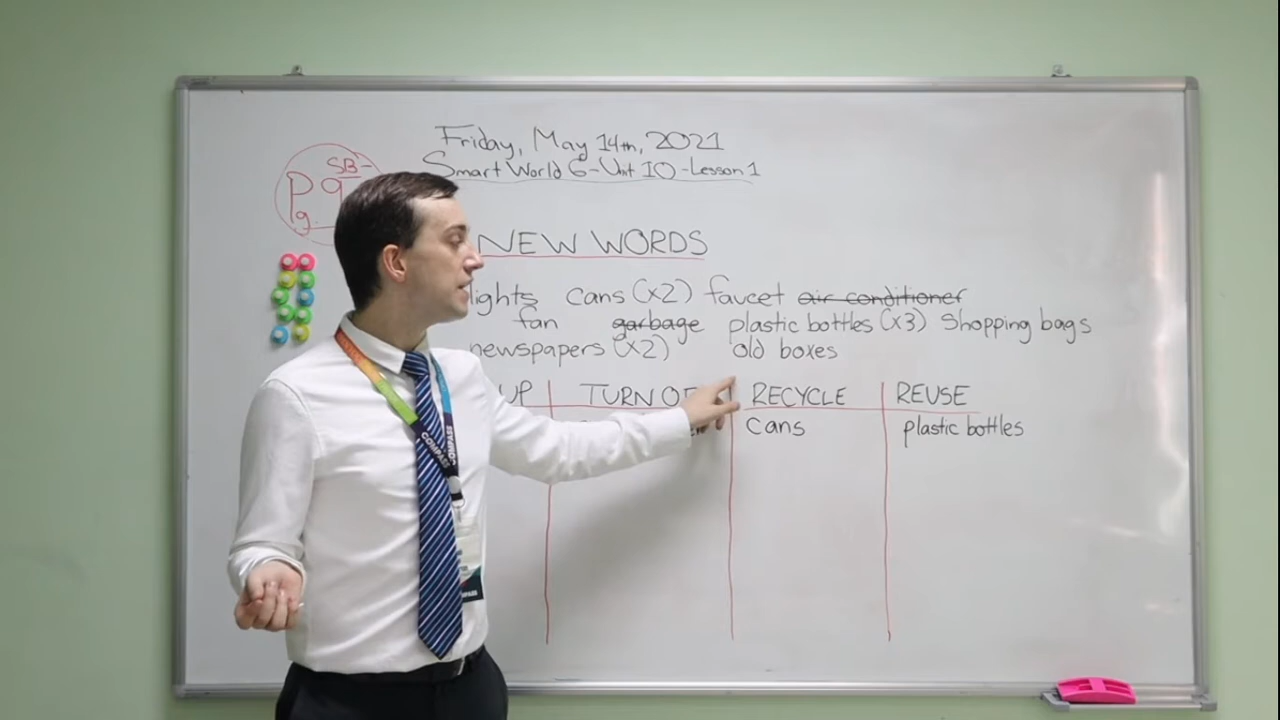 Friday, May 14th, 2021
Smart World 6-Unit 10-Lesson 1
SB-
Pg. 9
NEW WORDS
lights cans (x2) faucet air conditioner
fan garbage plastic bottles (x3) Shopping bags
newspapers (x2) old boxes
UP TURN RECYCLE REUSE
cans plastic bottles
COMPASS
COMPASS